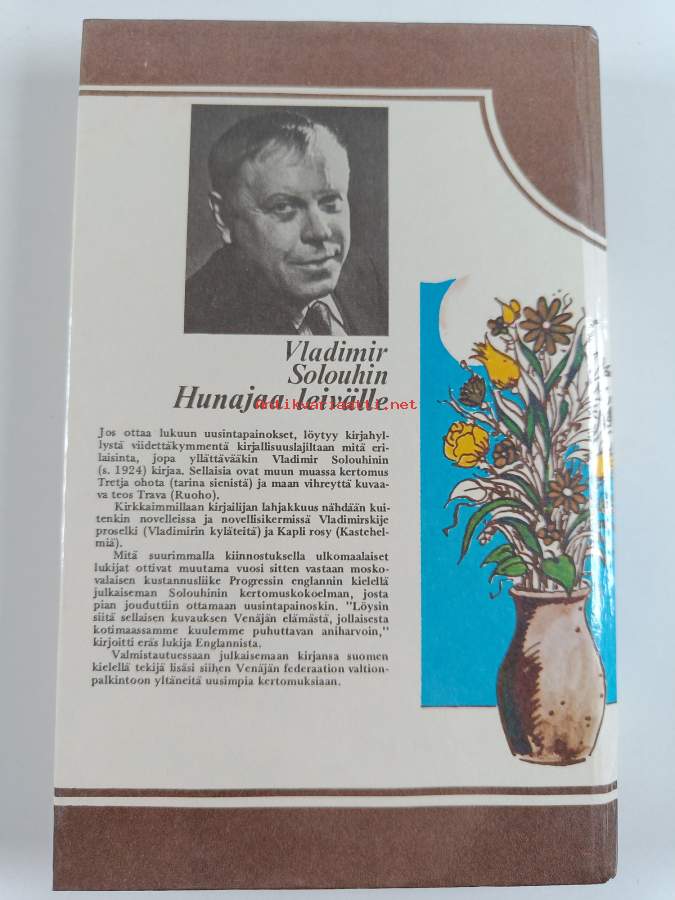 Vladimir
Solouhin
Hunajaa leivälle
antikvariaatti.net
Jos ottaa lukuun uusintapainokset, löytyy kirjahyl-
lystä viidettäkymmentä kirjallisuuslajiltaan mitä eri-
laisinta, jopa yllättävääkin Vladimir Solouhinin
(s. 1924) kirjaa. Sellaisia ovat muun muassa kertomus
Tretja ohota (tarina sienistä) ja maan vihreyttä kuvaa-
va teos Trava (Ruoho).
Kirkkaimmillaan kirjailijan lahjakkuus nähdään kui-
tenkin novelleissa ja novellisikermissä Vladimirskije
proselki (Vladimirin kyläteitä) ja Kapli rosy (Kastehel-
miä).
Mitä suurimmalla kiinnostuksella ulkomaalaiset
lukijat ottivat muutama vuosi sitten vastaan mosko-
valaisen kustannusliike Progressin englannin kielellä
julkaiseman Solouhinin kertomuskokoelman, josta
pian jouduttiin ottamaan uusintapainoskin. "Löysin
siitä sellaisen kuvauksen Venäjän elämästä, jollaisesta
kotimaassamme kuulemme puhuttavan aniharvoin,"
kirjoitti eräs lukija Englannista.
Valmistautuessaan julkaisemaan kirjansa suomen
kielellä tekijä lisäsi siihen Venäjän federaation valtion-
palkintoon yltäneitä uusimpia kertomuksiaan.